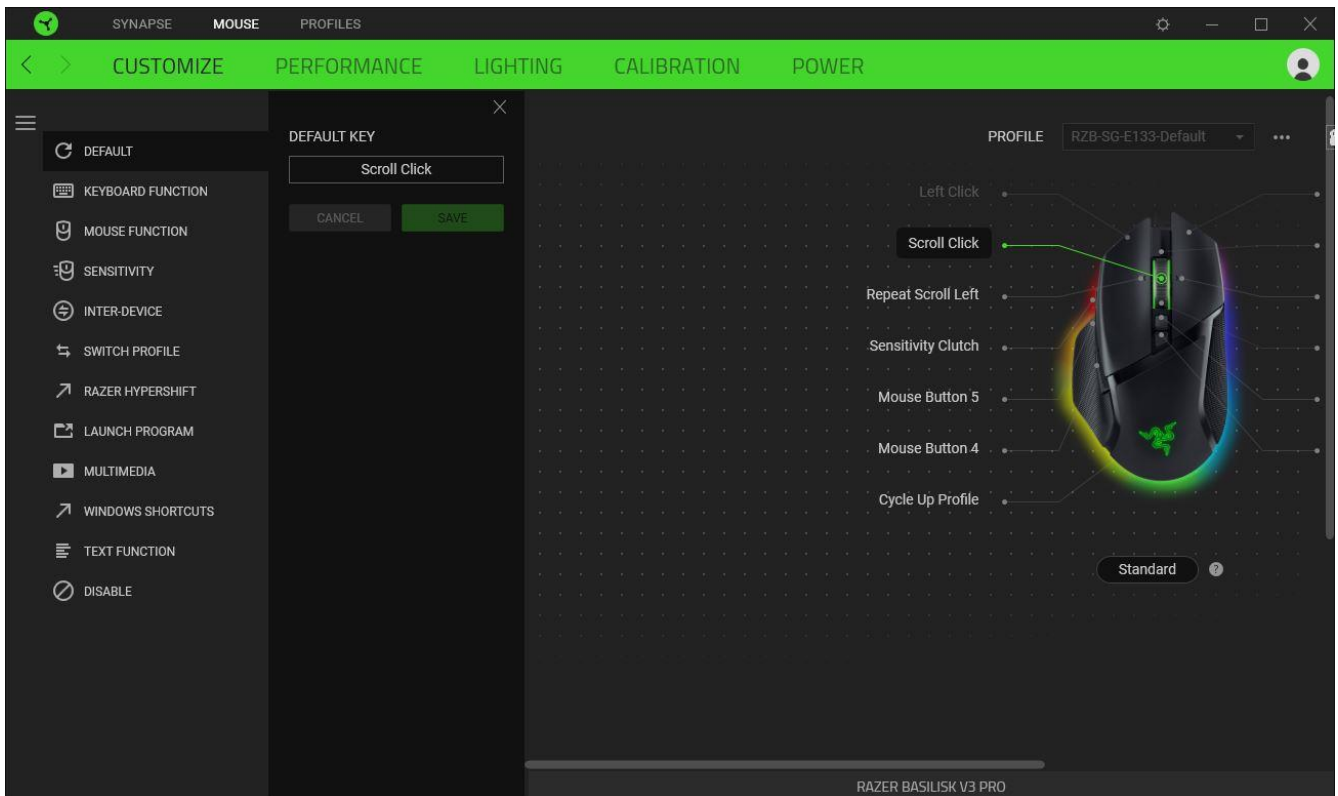 SYNAPSE MOUSE PROFILES
CUSTOMIZE PERFORMANCE LIGHTING CALIBRATION POWER
DEFAULT
KEYBOARD FUNCTION
MOUSE FUNCTION
SENSITIVITY
INTER-DEVICE
SWITCH PROFILE
RAZER HYPERSHIFT
LAUNCH PROGRAM
MULTIMEDIA
WINDOWS SHORTCUTS
TEXT FUNCTION
DISABLE
DEFAULT KEY
Scroll Click
CANCEL SAVE
PROFILE RZB-SG-E133-Default
Left Click
Scroll Click
Repeat Scroll Left
Sensitivity Clutch
Mouse Button 5
Mouse Button 4
Cycle Up Profile
Standard ?
RAZER BASILISK V3 PRO